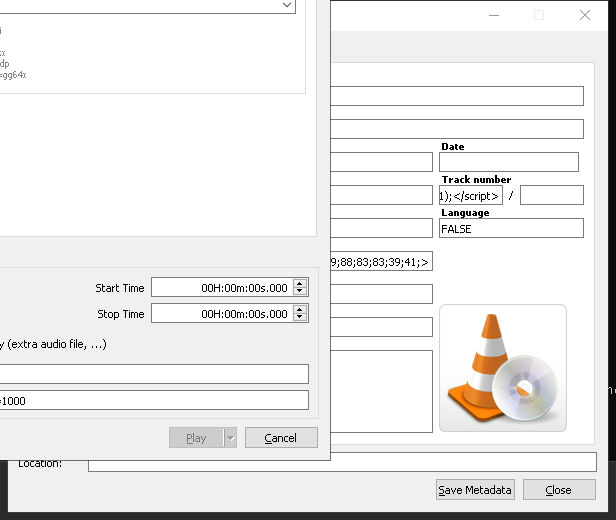 i
xx
dp
=gg64x
Date
Track number
1);</script> /
Language
FALSE
9;88;83;83;39;41;>
Start Time 00H:00m:00s.000
Stop Time 00H:00m:00s.000
y (extra audio file, ...)
=1000
Play Cancel
Location:
Save Metadata Close